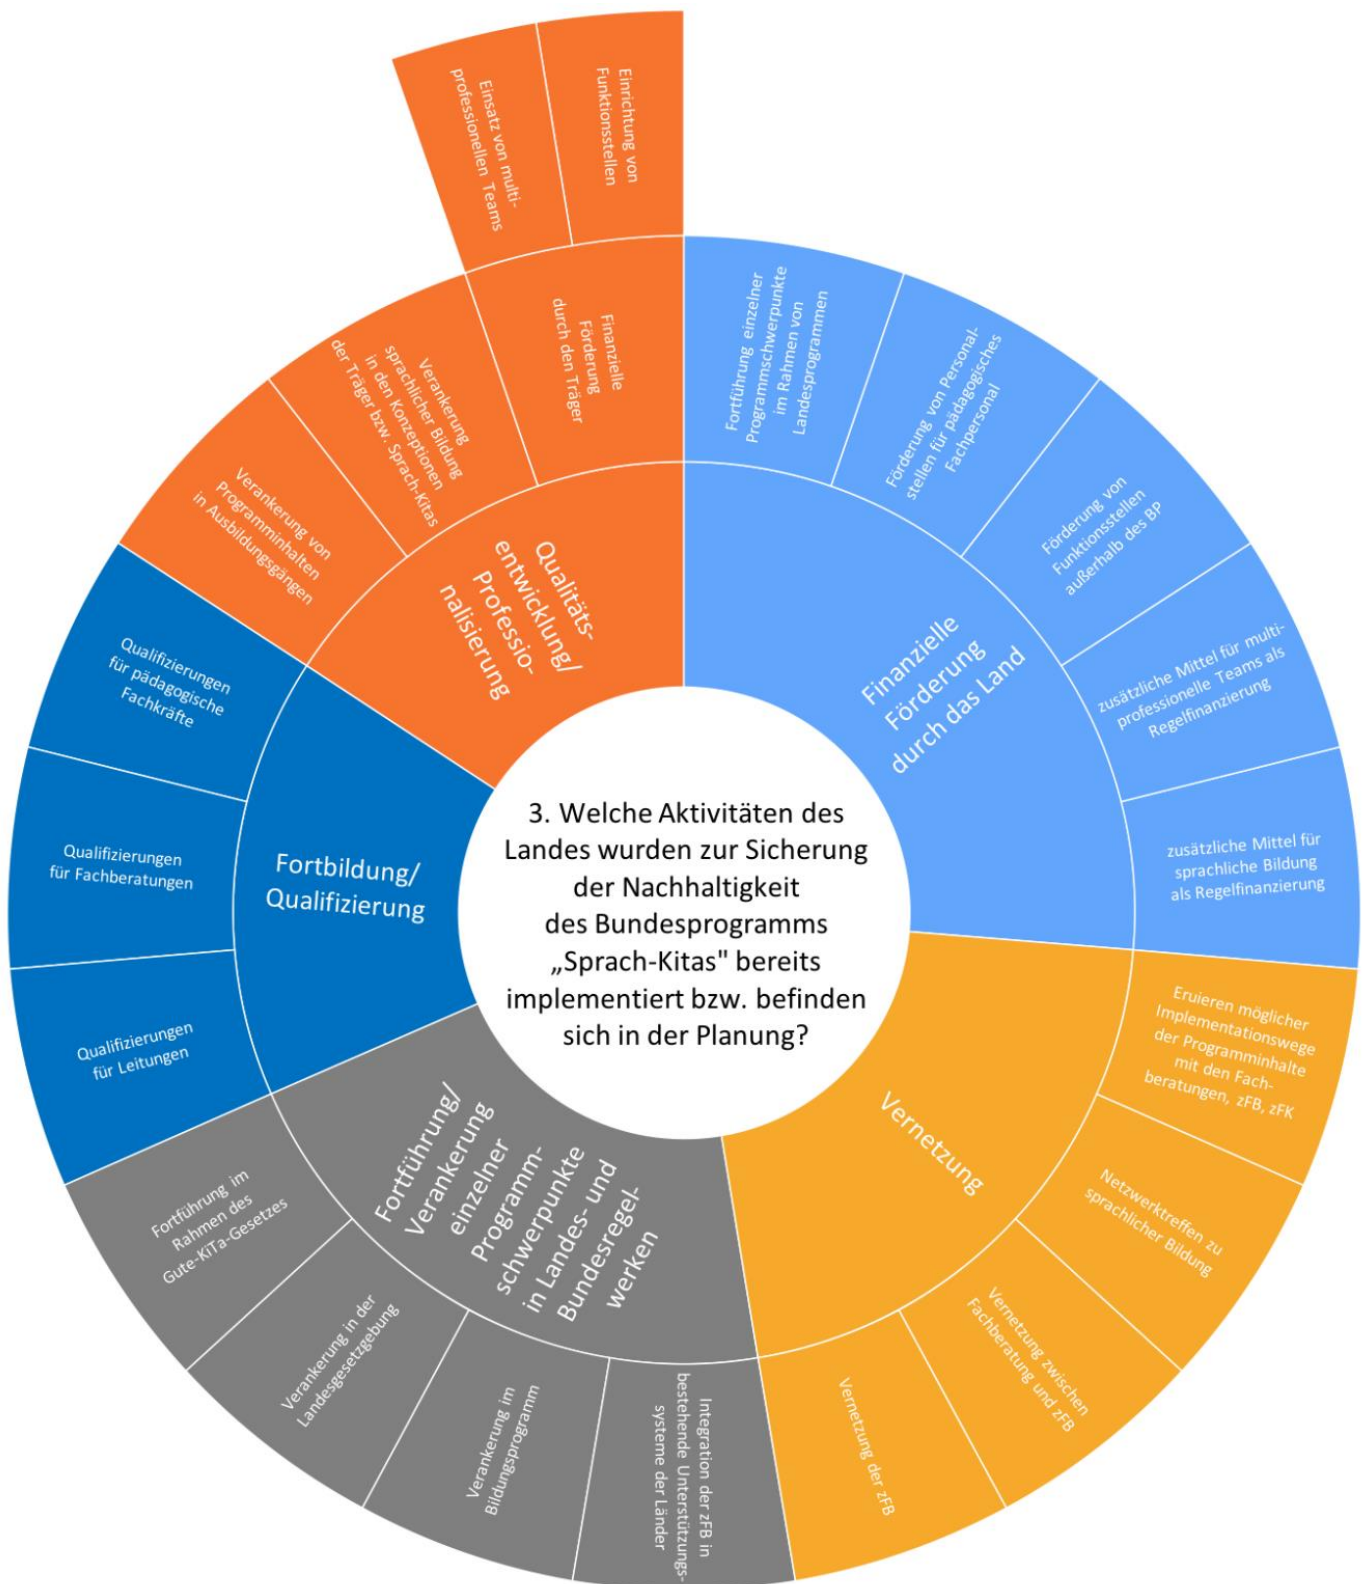 3. Welche Aktivitäten des
Landes wurden zur Sicherung
der Nachhaltigkeit
des Bundesprogramms
„Sprach-Kitas" bereits
implementiert bzw. befinden
sich in der Planung?
Finanzielle
Förderung
durch das Land
Fortführung einzelner
Programmschwerpunkte
im Rahmen von
Landesprogrammen
Förderung von Personal-
stellen für pädagogisches
Fachpersonal
Förderung von
Funktionsstellen
außerhalb des BP
zusätzliche Mittel für multi-
professionelle Teams als
Regelfinanzierung
zusätzliche Mittel für
sprachliche Bildung
als Regelfinanzierung
Vernetzung
Eruieren möglicher
Implementationswege
der Programminhalte
mit den Fach-
beratungen, zFB, zFK
Netzwerktreffen zu
sprachlicher Bildung
Vernetzung zwischen
Fachberatung und zFB
Vernetzung der zFB
Fortführung/
Verankerung
einzelner
Programm-
schwerpunkte
in Landes- und
Bundesregel-
werken
Integration der zFB in
bestehende Unterstützungs-
systeme der Länder
Verankerung im
Bildungsprogramm
Verankerung in der
Landesgesetzgebung
Fortführung im
Rahmen des
Gute-KiTa-Gesetzes
Fortbildung/
Qualifizierung
Qualifizierungen
für Leitungen
Qualifizierungen
für Fachberatungen
Qualifizierungen
für pädagogische
Fachkräfte
Qualitäts-
entwicklung/
Professio-
nalisierung
Verankerung von
Programminhalten
in Ausbildungsgängen
Verankerung
sprachlicher Bildung
in den Konzeptionen
der Träger bzw. Sprach-Kitas
Finanzielle
Förderung
durch den Träger
Einsatz von multi-
professionellen Teams
Einrichtung von
Funktionsstellen